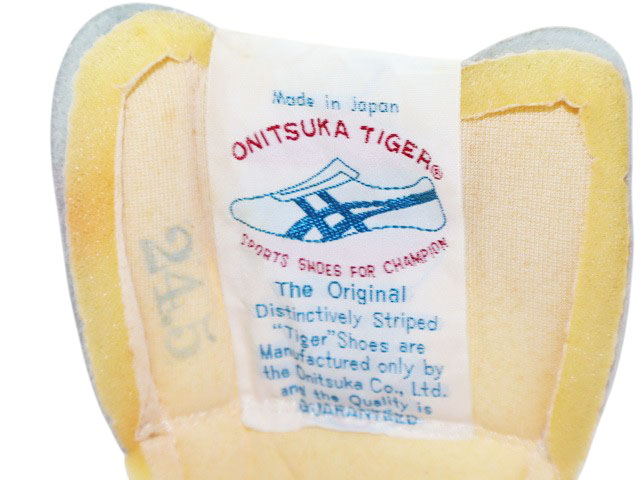 Made in Japan
ONITSUKA TIGER®
SPORTS SHOES FOR CHAMPION
The Original
Distinctively Striped
"Tiger" Shoes are
Manufactured only by
the Onitsuka Co., Ltd.
and the Quality is
GUARANTEED
24.5